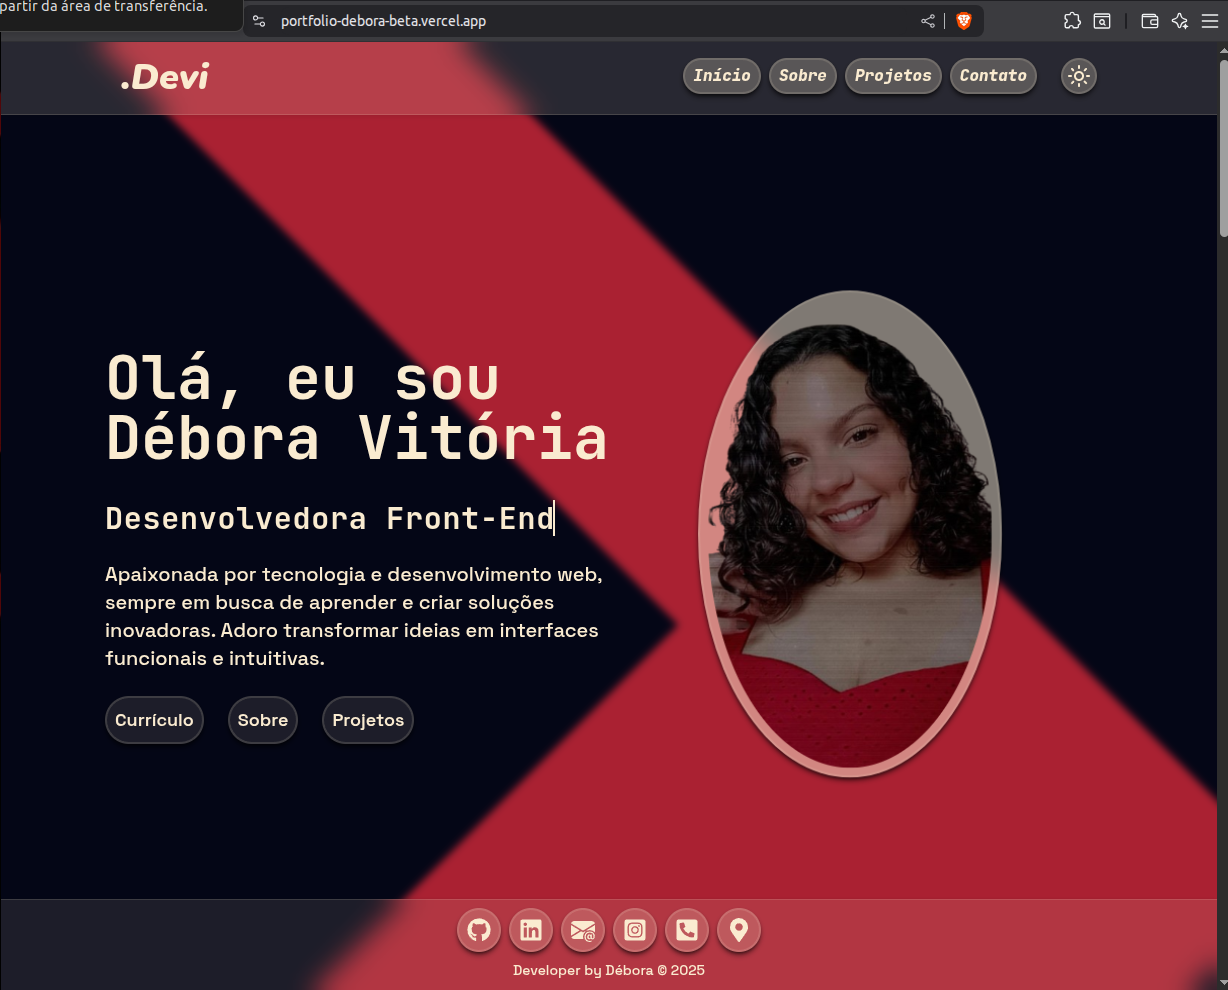 partir da área de transferência.
portfolio-debora-beta.vercel.app
.Devi
Início
Sobre
Projetos
Contato
Olá, eu sou
Débora Vitória
Desenvolvedora Front-End
Apaixonada por tecnologia e desenvolvimento web,
sempre em busca de aprender e criar soluções
inovadoras. Adoro transformar ideias em interfaces
funcionais e intuitivas.
Currículo
Sobre
Projetos
Developer by Débora © 2025